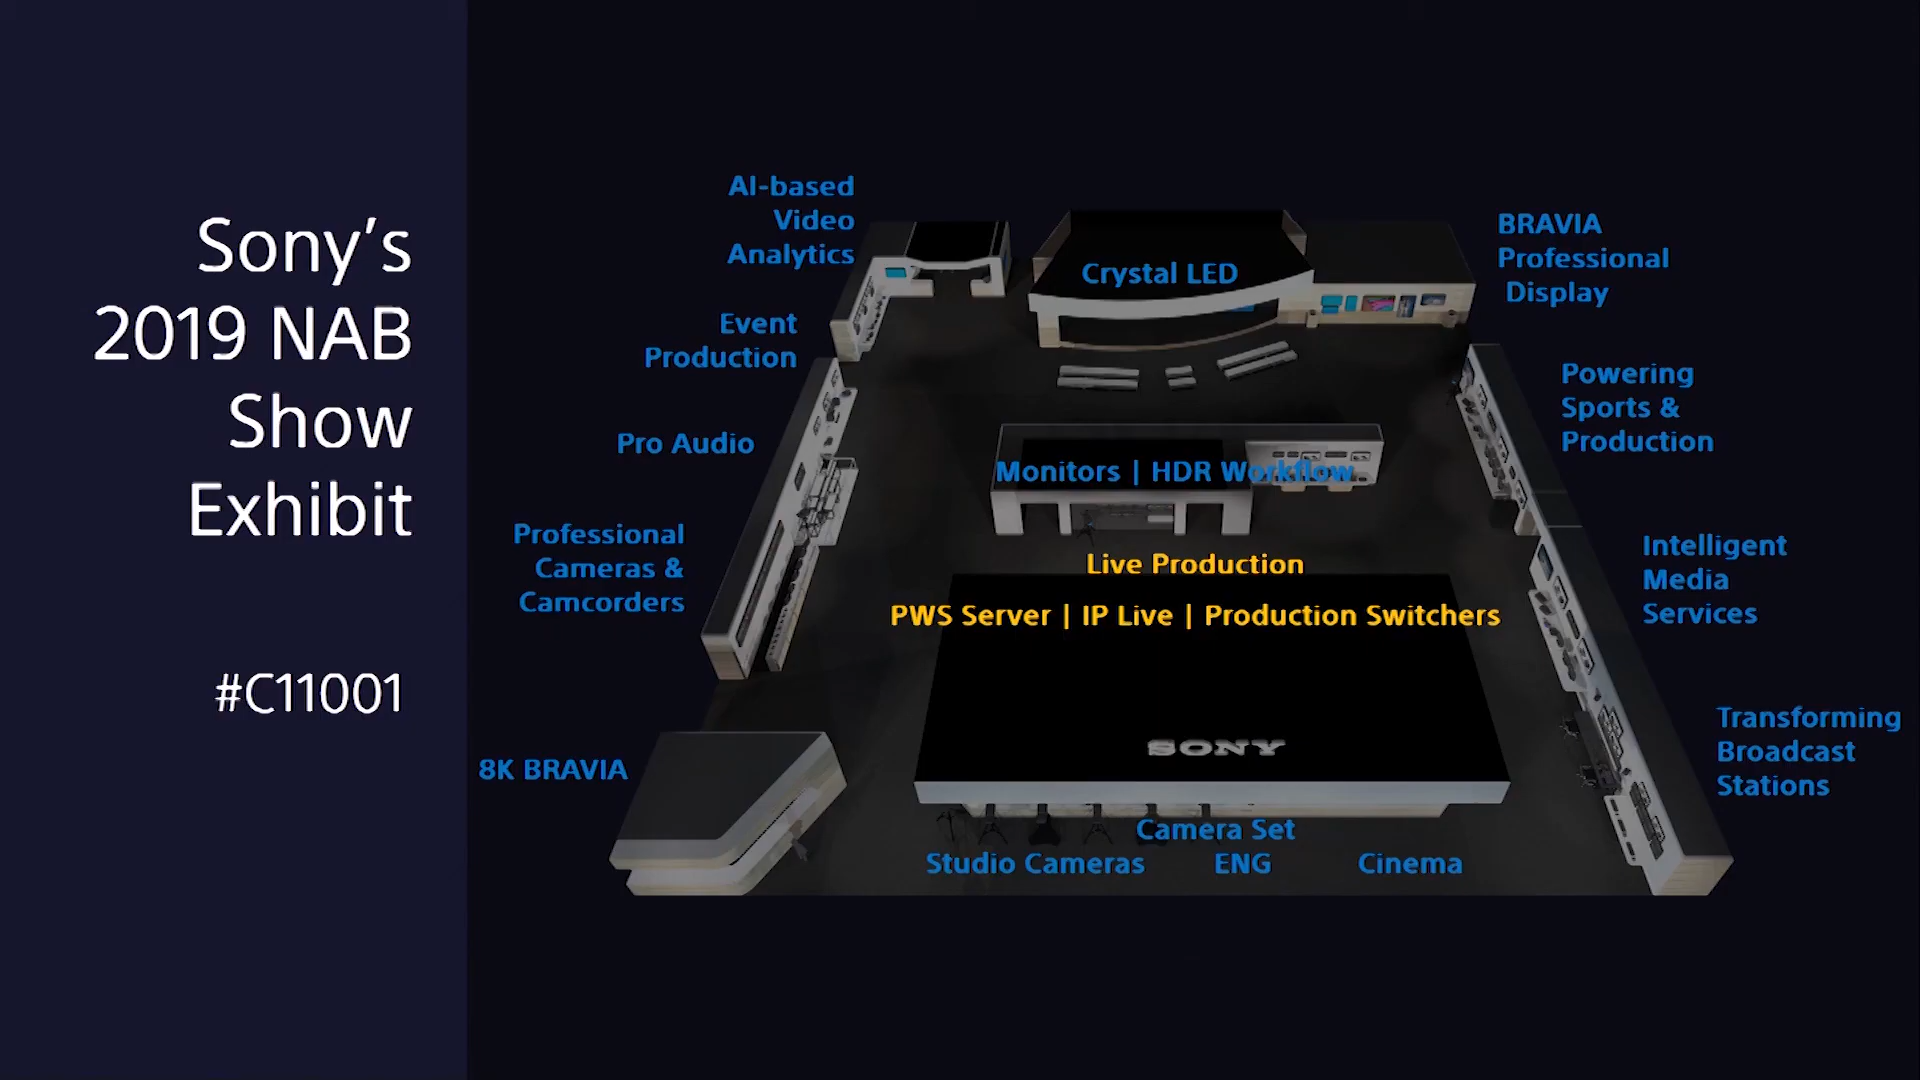 Sony's
2019 NAB
Show
Exhibit
#C11001
AI-based
Video
Analytics
Event
Production
Pro Audio
Professional
Cameras &
Camcorders
8K BRAVIA
Crystal LED
Monitors | HDR Workflow
Live Production
PWS Server | IP Live | Production Switchers
SONY
Camera Set
Studio Cameras
ENG
Cinema
BRAVIA
Professional
Display
Powering
Sports &
Production
Intelligent
Media
Services
Transforming
Broadcast
Stations